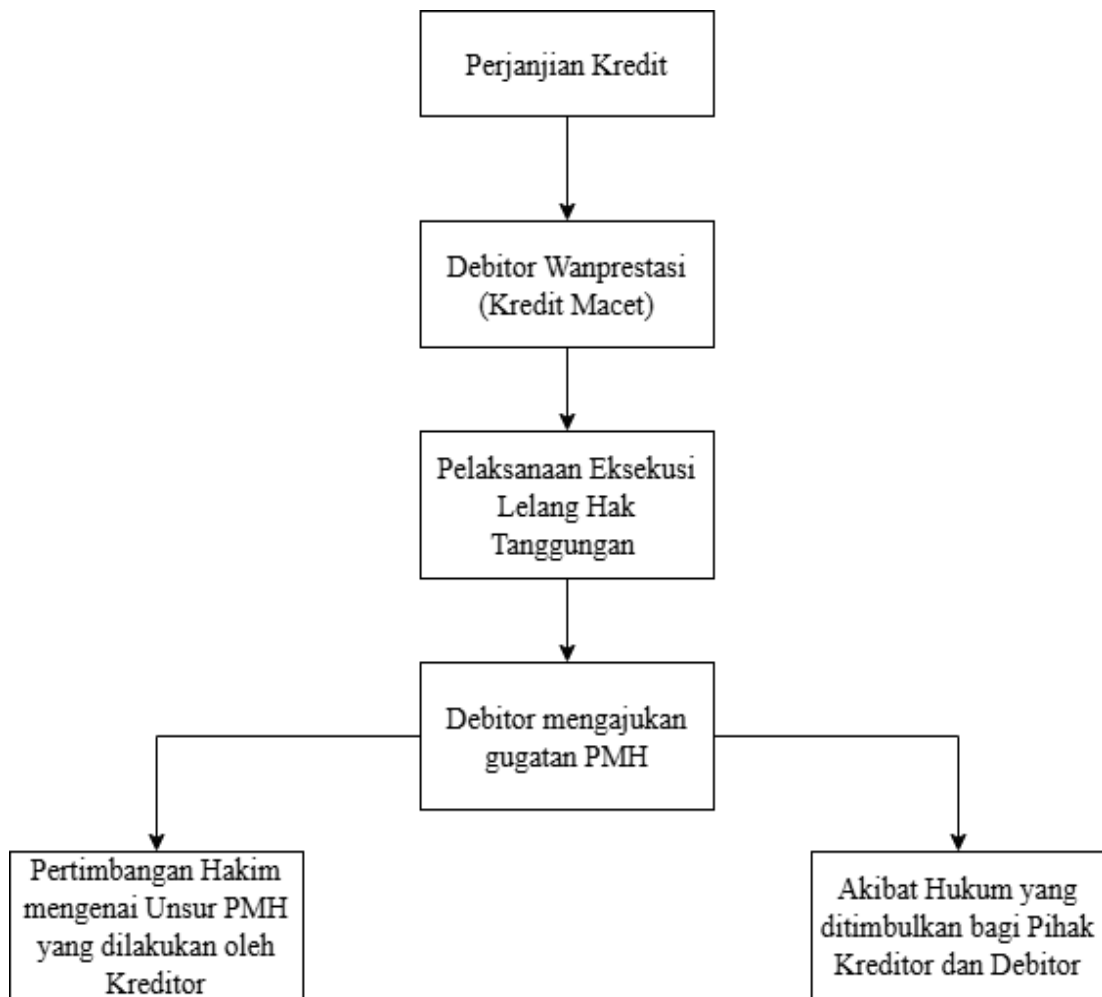 Perjanjian Kredit
Debitor Wanprestasi
(Kredit Macet)
Pelaksanaan Eksekusi
Lelang Hak
Tanggungan
Debitor mengajukan
gugatan PMH
Pertimbangan Hakim
mengenai Unsur PMH
yang dilakukan oleh
Kreditor
Akibat Hukum yang
ditimbulkan bagi Pihak
Kreditor dan Debitor